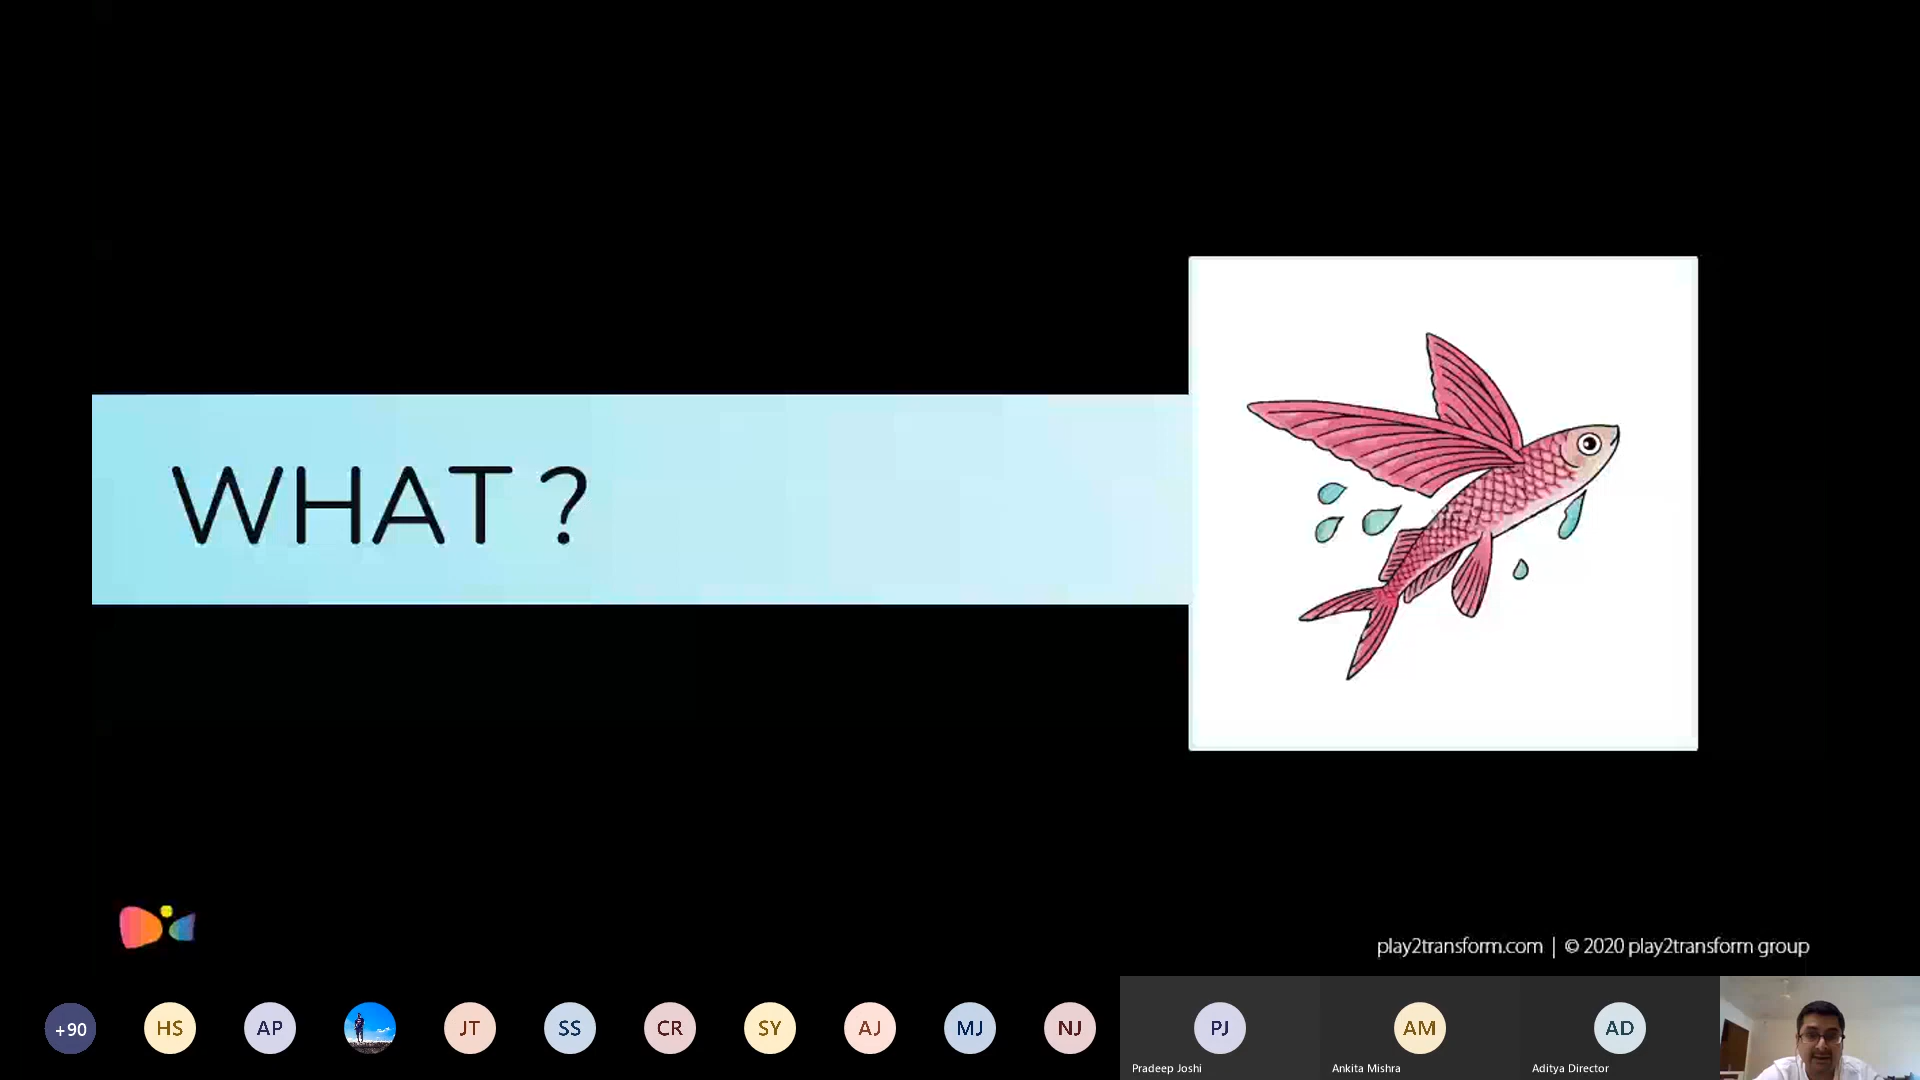 WHAT ?
play2transform.com | © 2020 play2transform group
+90
HS
AP
JT
SS
CR
SY
AJ
MJ
NJ
PJ
AM
AD
Pradeep Joshi
Ankita Mishra
Aditya Director